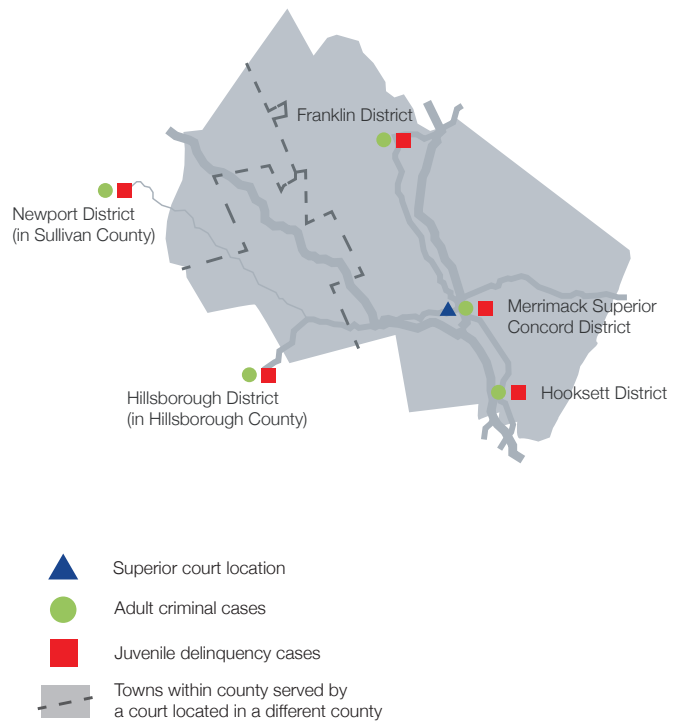 Franklin District
Newport District
(in Sullivan County)
Merrimack Superior
Concord District
Hillsborough District
(in Hillsborough County)
Hooksett District
Superior court location
Adult criminal cases
Juvenile delinquency cases
Towns within county served by
a court located in a different county